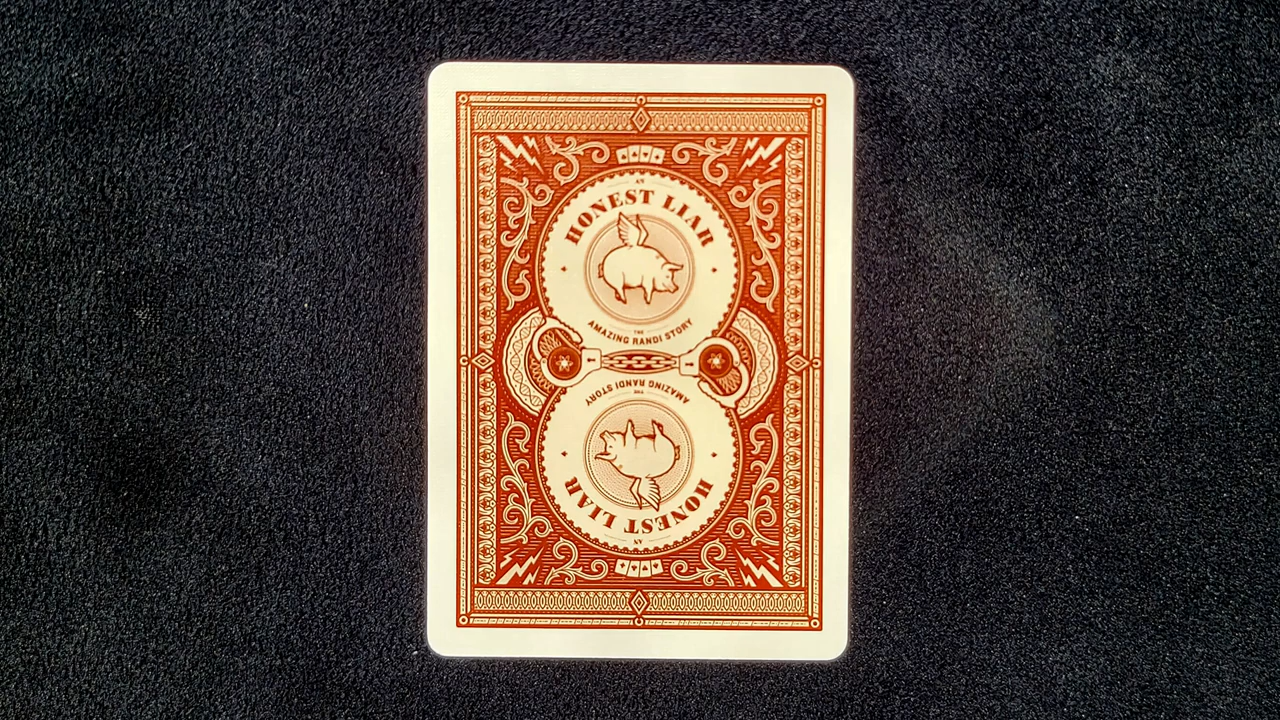 AN
HONEST LIAR
THE
AMAZING RANDI STORY
THE
AMAZING RANDI STORY
AN
HONEST LIAR